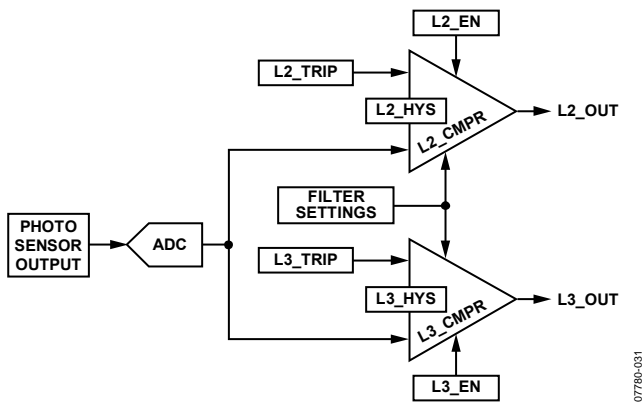 L2_EN
L2_TRIP
L2_HYS
L2_CMPR
L2_OUT
FILTER
SETTINGS
PHOTO
SENSOR
OUTPUT
ADC
L3_TRIP
L3_HYS
L3_CMPR
L3_OUT
L3_EN
07780-031